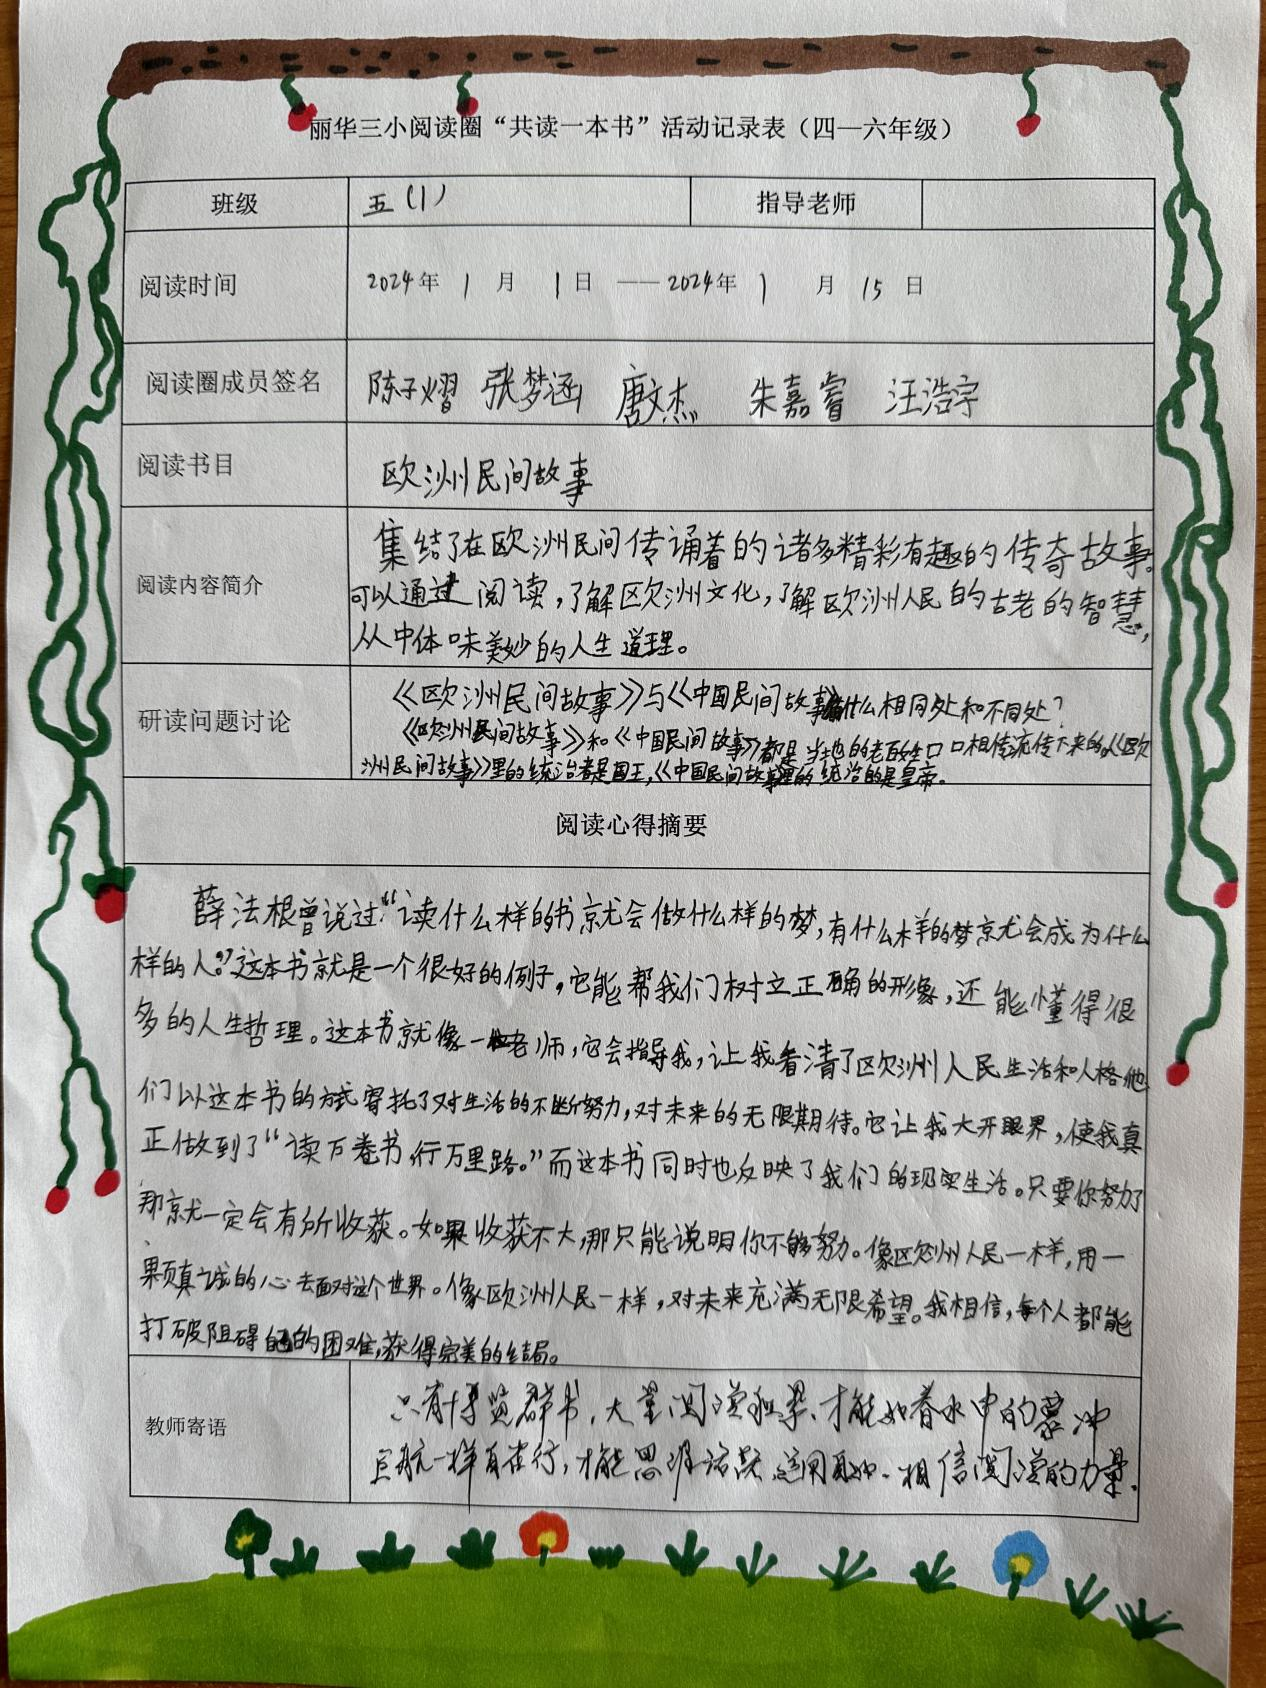 丽华三小阅读圈“共读一本书”活动记录表（四—六年级）
班级 五（1） 指导老师
阅读时间 2024年 1 月 1日 ——2024年 1 月 15 日
阅读圈成员签名 陈子熠 张梦涵 唐文杰 朱嘉睿 汪浩宇
阅读书目 欧洲民间故事
阅读内容简介
集结了在欧洲民间传诵着的诸多精彩有趣的传奇故事。
可以通过阅读，了解欧洲文化，了解欧洲人民的古老的智慧，
从中体味美妙的人生道理。
研读问题讨论
《欧洲民间故事》与《中国民间故事》有什么相同处和不同处？
《欧洲民间故事》和《中国民间故事》都是当地的老百姓口口相传流传下来的。《欧
洲民间故事》里的统治者是国王，《中国民间故事》里的统治的是皇帝。
阅读心得摘要
薛法根曾说过：“读什么样的书就会做什么样的梦，有什么样的梦就会成为什么
样的人。”这本书就是一个很好的例子，它能帮我们树立正确的形象，还能懂得很
多的人生哲理。这本书就像一老师，它会指导我，让我看清了欧洲人民生活和人格他
们以这本书的方式寄托了对生活的不断努力，对未来的无限期待。它让我大开眼界，使我真
正做到了“读万卷书，行万里路。”而这本书同时也反映了我们的现实生活。只要你努力了
那就一定会有所收获。如果收获不大，那只能说明你不够努力。像欧洲人民一样，用一
颗真诚的心去面对这个世界。像欧洲人民一样，对未来充满无限希望。我相信，每个人都能
打破阻碍自己的困难，获得完美的结局。
教师寄语
只有博览群书，大量阅读积累，才能如春水中的蒙冲
巨舰一样自在行，才能思维活跃，运用自如。相信阅读的力量。